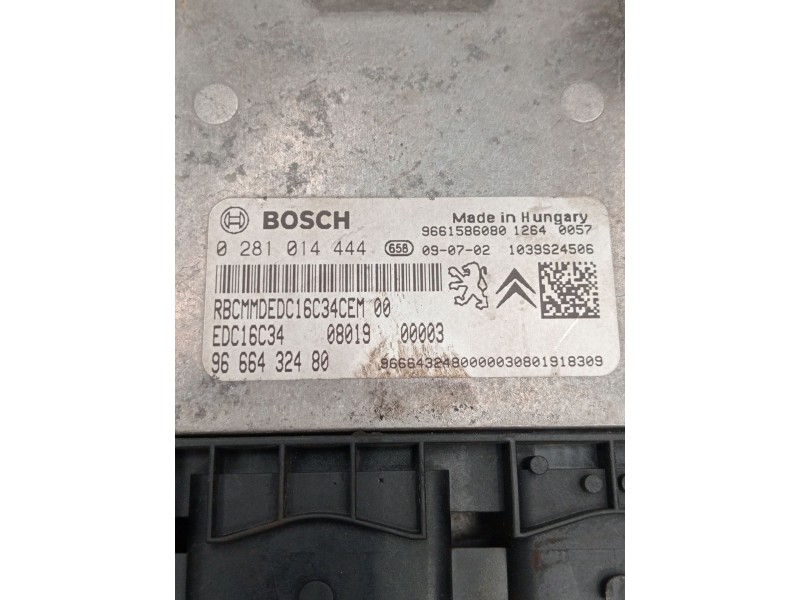 BOSCH
Made in Hungary
9661586080 1264 0057
0 281 014 444 658 09-07-02 1039S24506
RBCMMDEDC16C34CEM 00
EDC16C34 08019 00003
96 664 324 80 9666432480000030801918309